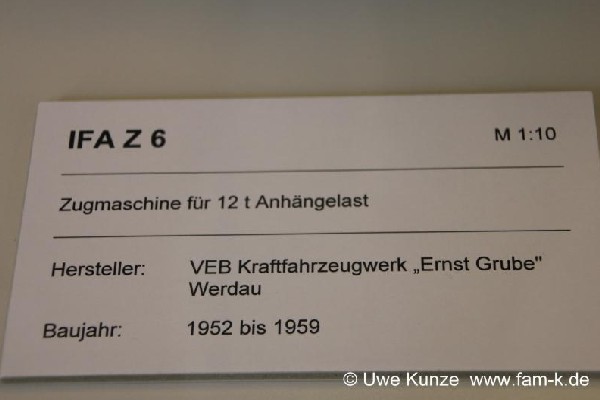 IFA Z 6 M 1:10
Zugmaschine für 12 t Anhängelast
Hersteller: VEB Kraftfahrzeugwerk „Ernst Grube"
Werdau
Baujahr: 1952 bis 1959
© Uwe Kunze www.fam-k.de